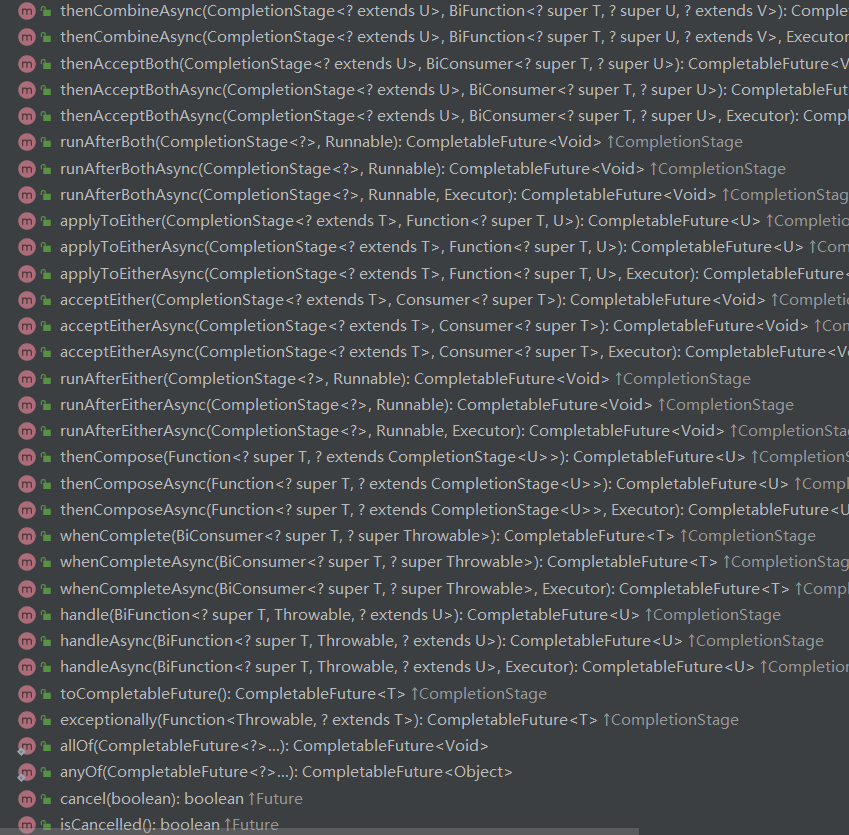 thenCombineAsync(CompletionStage<? extends U>, BiFunction<? super T, ? super U, ? extends V>): Comple
thenCombineAsync(CompletionStage<? extends U>, BiFunction<? super T, ? super U, ? extends V>, Executor
thenAcceptBoth(CompletionStage<? extends U>, BiConsumer<? super T, ? super U>): CompletableFuture<V
thenAcceptBothAsync(CompletionStage<? extends U>, BiConsumer<? super T, ? super U>): CompletableFut
thenAcceptBothAsync(CompletionStage<? extends U>, BiConsumer<? super T, ? super U>, Executor): Compl
runAfterBoth(CompletionStage<?>, Runnable): CompletableFuture<Void> ↑CompletionStage
runAfterBothAsync(CompletionStage<?>, Runnable): CompletableFuture<Void> ↑CompletionStage
runAfterBothAsync(CompletionStage<?>, Runnable, Executor): CompletableFuture<Void> ↑CompletionStag
applyToEither(CompletionStage<? extends T>, Function<? super T, U>): CompletableFuture<U> ↑Completio
applyToEitherAsync(CompletionStage<? extends T>, Function<? super T, U>): CompletableFuture<U> ↑Com
applyToEitherAsync(CompletionStage<? extends T>, Function<? super T, U>, Executor): CompletableFuture<
acceptEither(CompletionStage<? extends T>, Consumer<? super T>): CompletableFuture<Void> ↑Completi
acceptEitherAsync(CompletionStage<? extends T>, Consumer<? super T>): CompletableFuture<Void> ↑Co
acceptEitherAsync(CompletionStage<? extends T>, Consumer<? super T>, Executor): CompletableFuture<Vo
runAfterEither(CompletionStage<?>, Runnable): CompletableFuture<Void> ↑CompletionStage
runAfterEitherAsync(CompletionStage<?>, Runnable): CompletableFuture<Void> ↑CompletionStage
runAfterEitherAsync(CompletionStage<?>, Runnable, Executor): CompletableFuture<Void> ↑CompletionSta
thenCompose(Function<? super T, ? extends CompletionStage<U>>): CompletableFuture<U> ↑CompletionS
thenComposeAsync(Function<? super T, ? extends CompletionStage<U>>): CompletableFuture<U> ↑Compl
thenComposeAsync(Function<? super T, ? extends CompletionStage<U>>, Executor): CompletableFuture<U
whenComplete(BiConsumer<? super T, ? super Throwable>): CompletableFuture<T> ↑CompletionStage
whenCompleteAsync(BiConsumer<? super T, ? super Throwable>): CompletableFuture<T> ↑CompletionStag
whenCompleteAsync(BiConsumer<? super T, ? super Throwable>, Executor): CompletableFuture<T> ↑Compl
handle(BiFunction<? super T, Throwable, ? extends U>): CompletableFuture<U> ↑CompletionStage
handleAsync(BiFunction<? super T, Throwable, ? extends U>): CompletableFuture<U> ↑CompletionStage
handleAsync(BiFunction<? super T, Throwable, ? extends U>, Executor): CompletableFuture<U> ↑Completion
toCompletableFuture(): CompletableFuture<T> ↑CompletionStage
exceptionally(Function<Throwable, ? extends T>): CompletableFuture<T> ↑CompletionStage
allOf(CompletableFuture<?>...): CompletableFuture<Void>
anyOf(CompletableFuture<?>...): CompletableFuture<Object>
cancel(boolean): boolean ↑Future
isCancelled(): boolean ↑Future